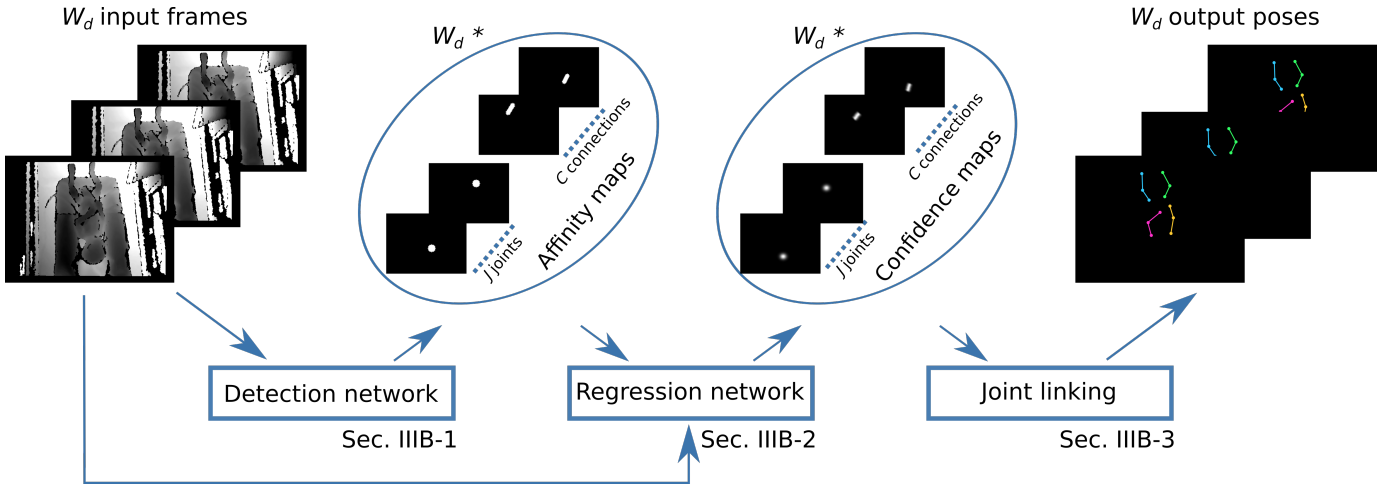 W_d input frames
W_d *
C connections
Affinity maps
J joints
W_d *
C connections
Confidence maps
J joints
W_d output poses
Detection network
Sec. IIIB-1
Regression network
Sec. IIIB-2
Joint linking
Sec. IIIB-3